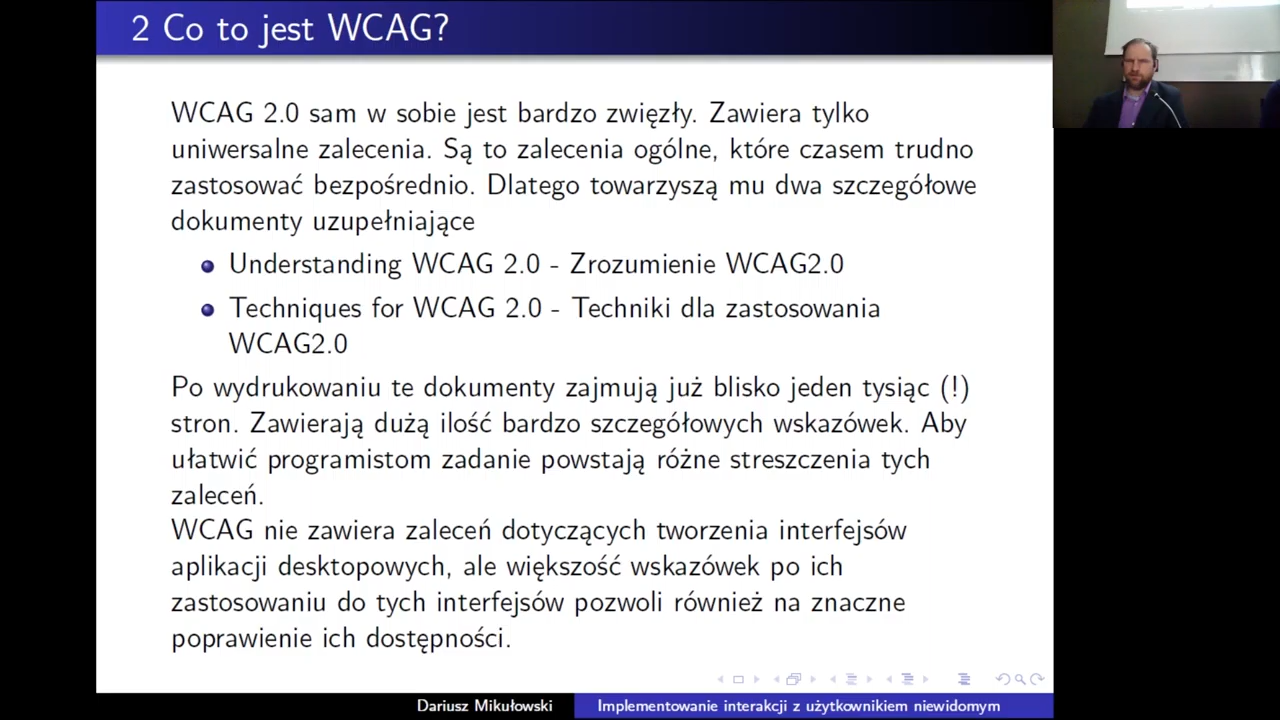 2 Co to jest WCAG?
WCAG 2.0 sam w sobie jest bardzo zwięzły. Zawiera tylko
uniwersalne zalecenia. Są to zalecenia ogólne, które czasem trudno
zastosować bezpośrednio. Dlatego towarzyszą mu dwa szczegółowe
dokumenty uzupełniające
Understanding WCAG 2.0 - Zrozumienie WCAG2.0
Techniques for WCAG 2.0 - Techniki dla zastosowania
WCAG2.0
Po wydrukowaniu te dokumenty zajmują już blisko jeden tysiąc (!)
stron. Zawierają dużą ilość bardzo szczegółowych wskazówek. Aby
ułatwić programistom zadanie powstają różne streszczenia tych
zaleceń.
WCAG nie zawiera zaleceń dotyczących tworzenia interfejsów
aplikacji desktopowych, ale większość wskazówek po ich
zastosowaniu do tych interfejsów pozwoli również na znaczne
poprawienie ich dostępności.
Dariusz Mikułowski Implementowanie interakcji z użytkownikiem niewidomym